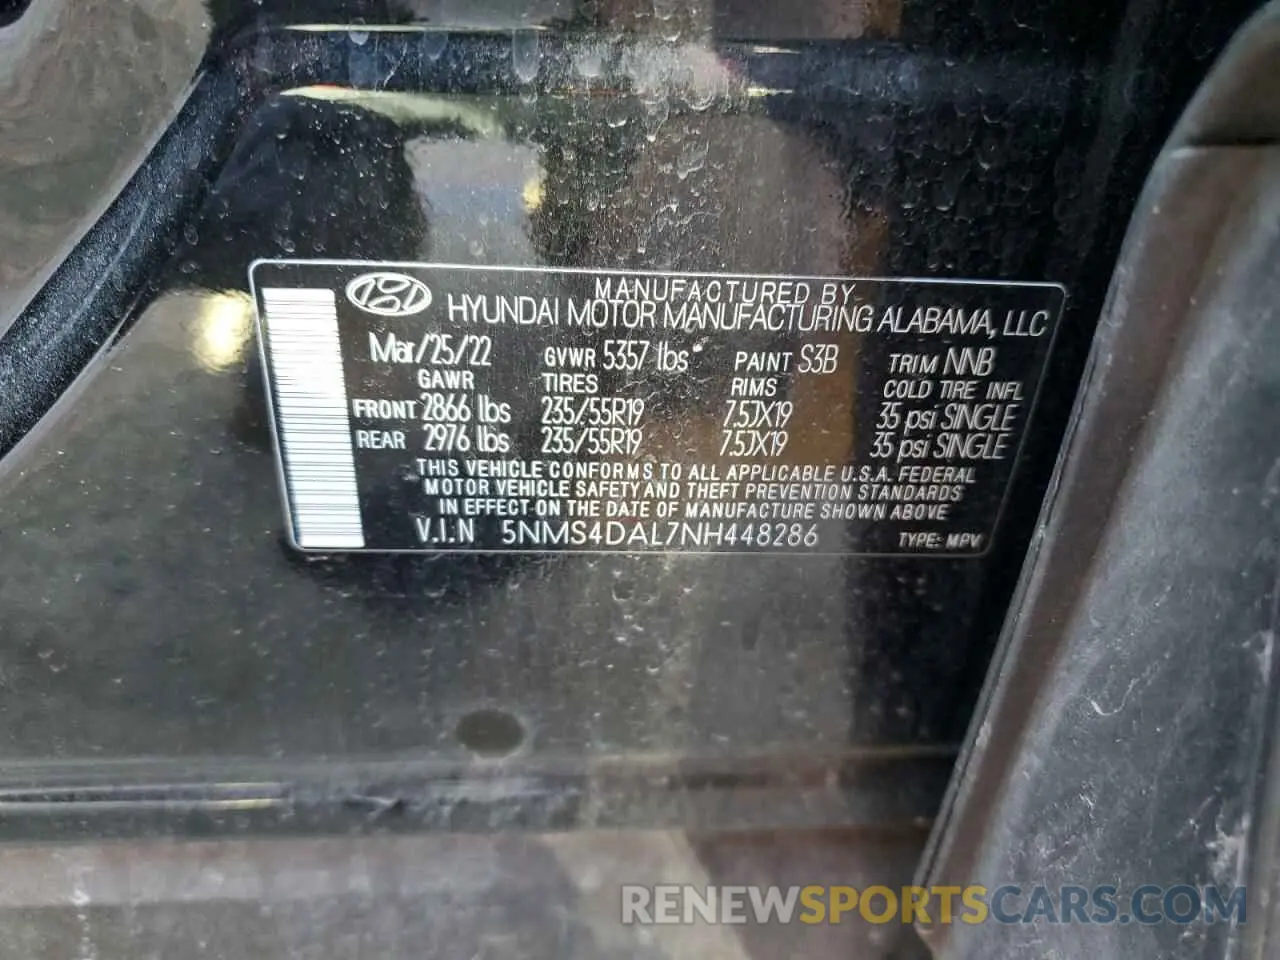 MANUFACTURED BY
HYUNDAI MOTOR MANUFACTURING ALABAMA, LLC
Mar/25/22 GVWR 5357 lbs PAINT S3B TRIM NNB
GAWR TIRES RIMS COLD TIRE INFL
FRONT 2866 lbs 235/55R19 7.5JX19 35 psi SINGLE
REAR 2976 lbs 235/55R19 7.5JX19 35 psi SINGLE
THIS VEHICLE CONFORMS TO ALL APPLICABLE U.S.A. FEDERAL
MOTOR VEHICLE SAFETY AND THEFT PREVENTION STANDARDS
IN EFFECT ON THE DATE OF MANUFACTURE SHOWN ABOVE
V.I.N 5NMS4DAL7NH448286 TYPE: MPV
RENEWSPORTSCARS.COM